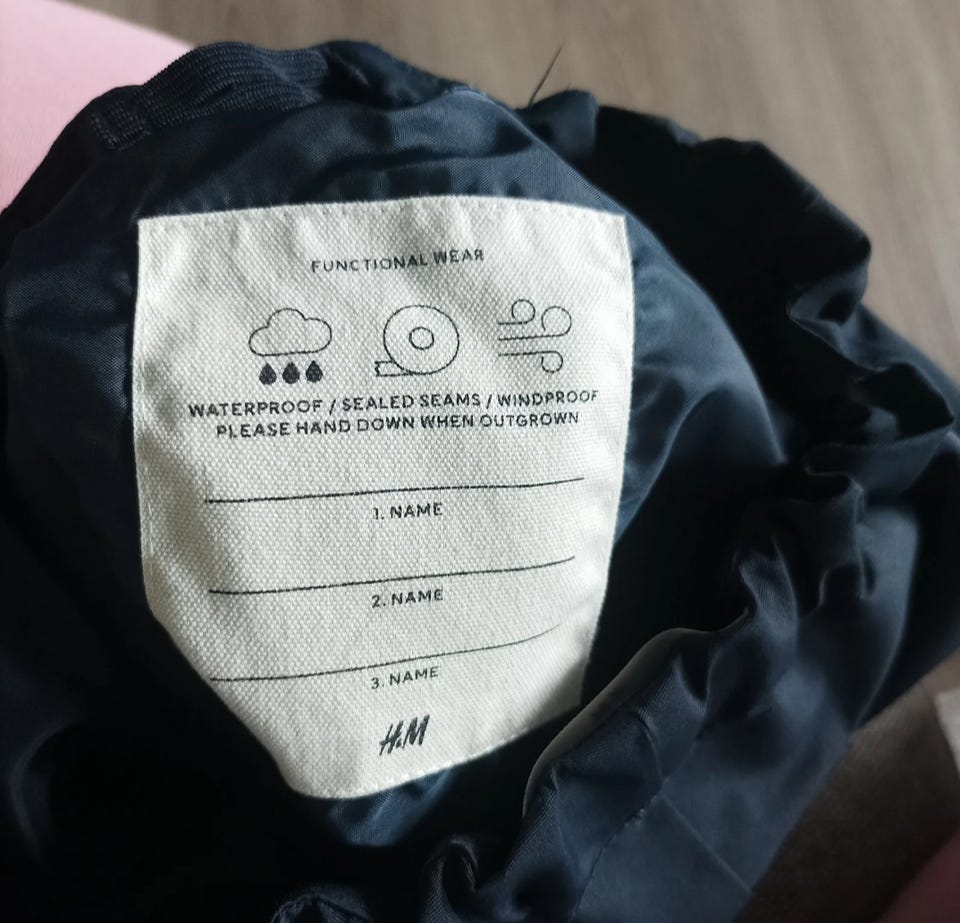 FUNCTIONAL WEAR
WATERPROOF / SEALED SEAMS / WINDPROOF
PLEASE HAND DOWN WHEN OUTGROWN
1. NAME
2. NAME
3. NAME
H&M